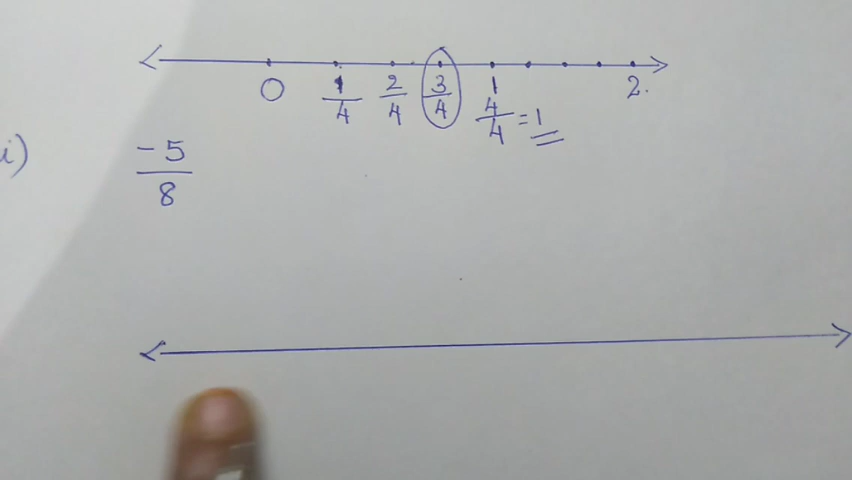 0 1/4 2/4 3/4 1 2.
4/4 = 1
i) -5/8